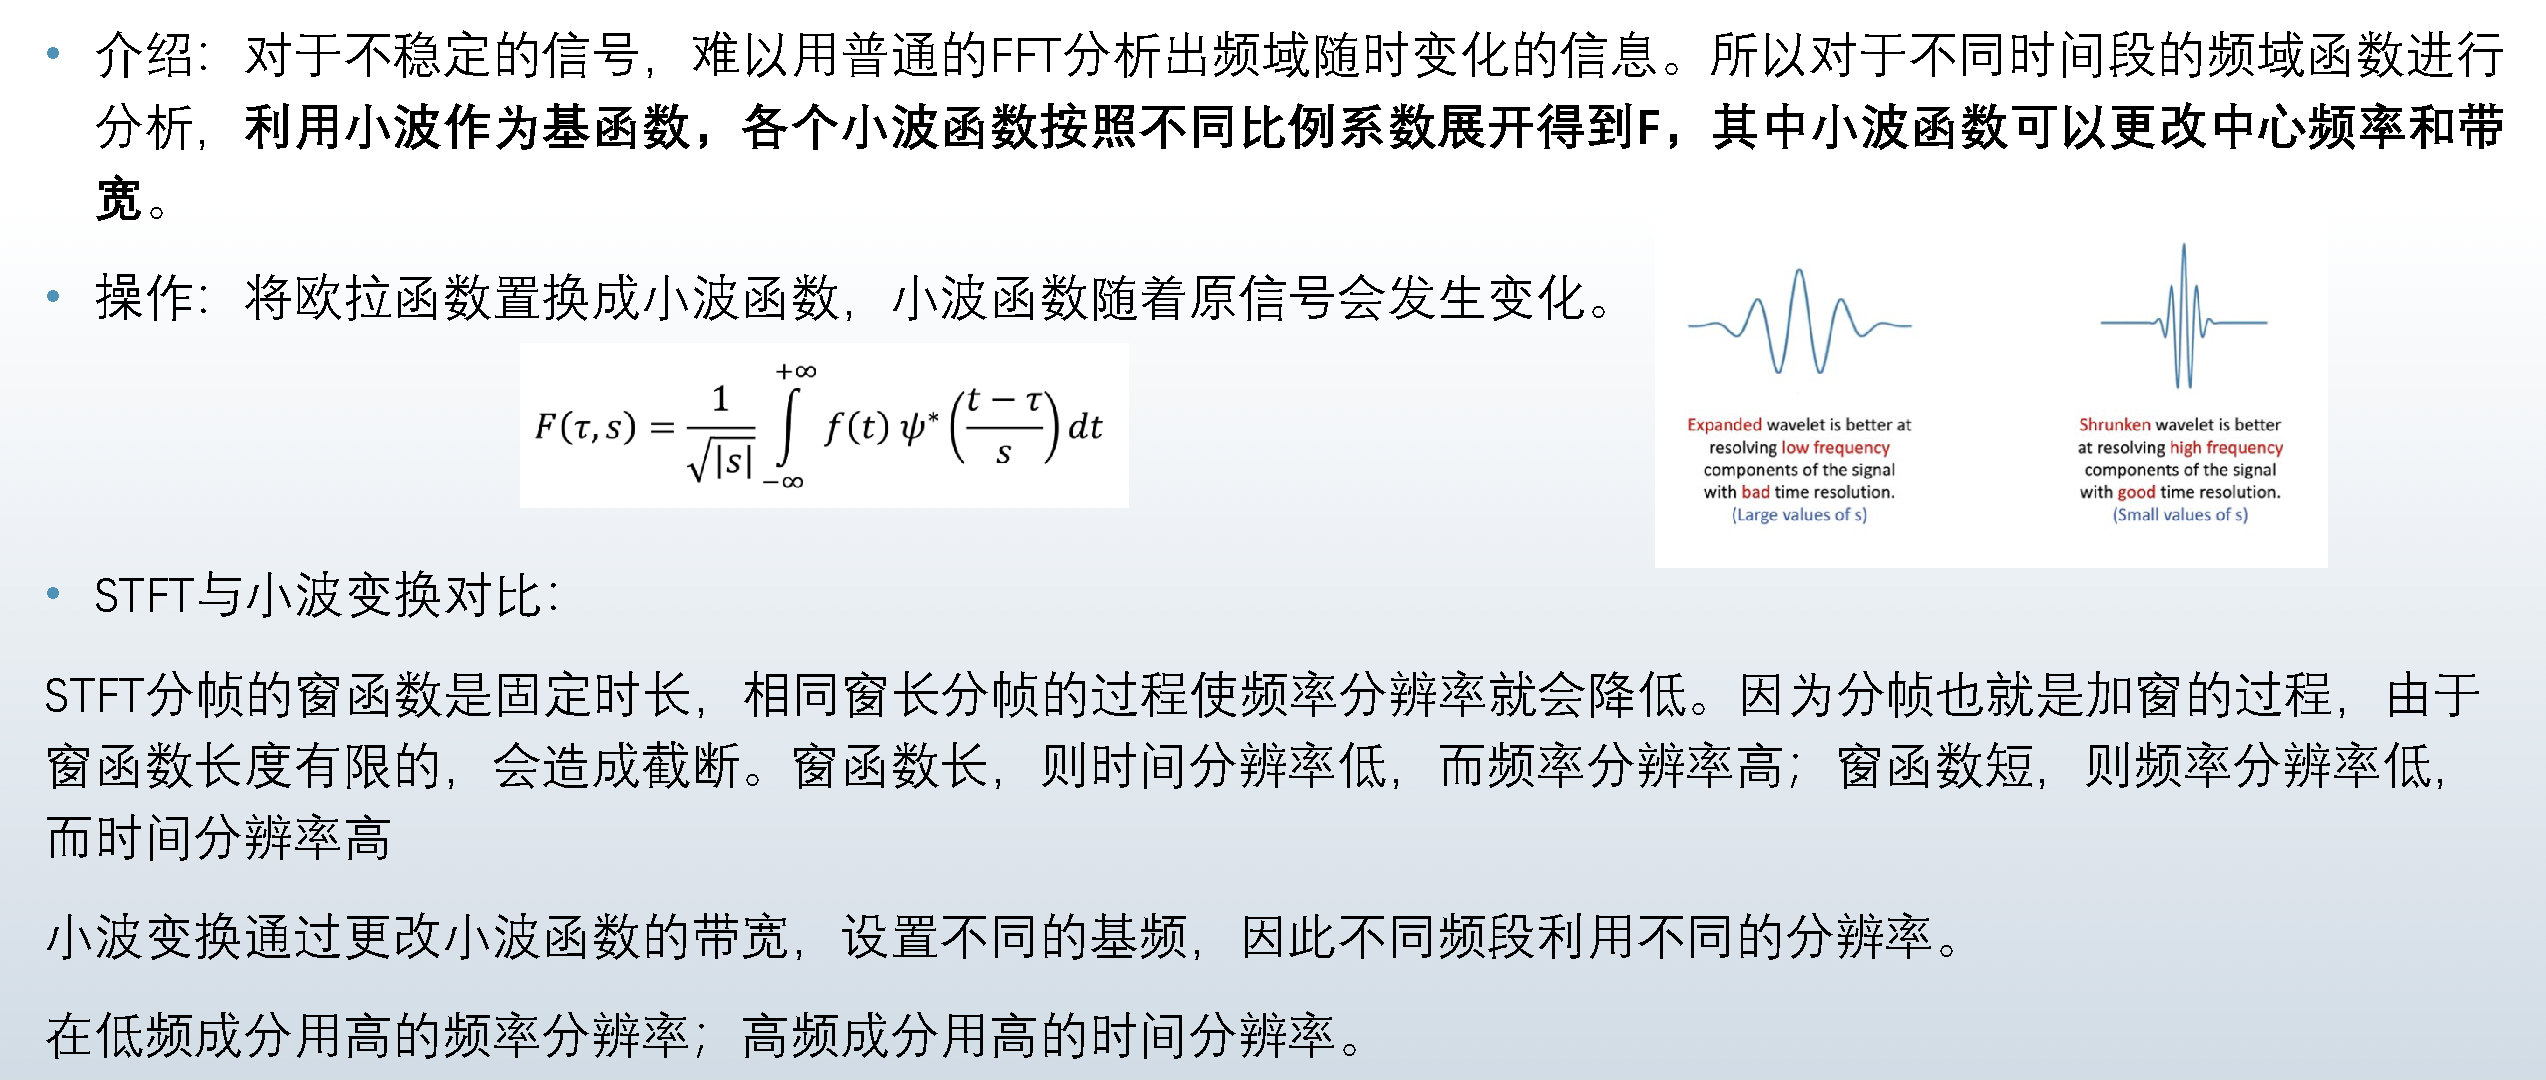 • 介绍：对于不稳定的信号，难以用普通的FFT分析出频域随时变化的信息。所以对于不同时间段的频域函数进行
分析，利用小波作为基函数，各个小波函数按照不同比例系数展开得到F，其中小波函数可以更改中心频率和带
宽。
• 操作：将欧拉函数置换成小波函数，小波函数随着原信号会发生变化。
F(τ,s) = 1/√|s| ∫_{-∞}^{+∞} f(t) ψ*((t − τ)/s) dt
Expanded wavelet is better at
resolving low frequency
components of the signal
with bad time resolution.
(Large values of s)
Shrunken wavelet is better
at resolving high frequency
components of the signal
with good time resolution.
(Small values of s)
• STFT与小波变换对比：
STFT分帧的窗函数是固定时长，相同窗长分帧的过程使频率分辨率就会降低。因为分帧也就是加窗的过程，由于
窗函数长度有限的，会造成截断。窗函数长，则时间分辨率低，而频率分辨率高；窗函数短，则频率分辨率低，
而时间分辨率高
小波变换通过更改小波函数的带宽，设置不同的基频，因此不同频段利用不同的分辨率。
在低频成分用高的频率分辨率；高频成分用高的时间分辨率。